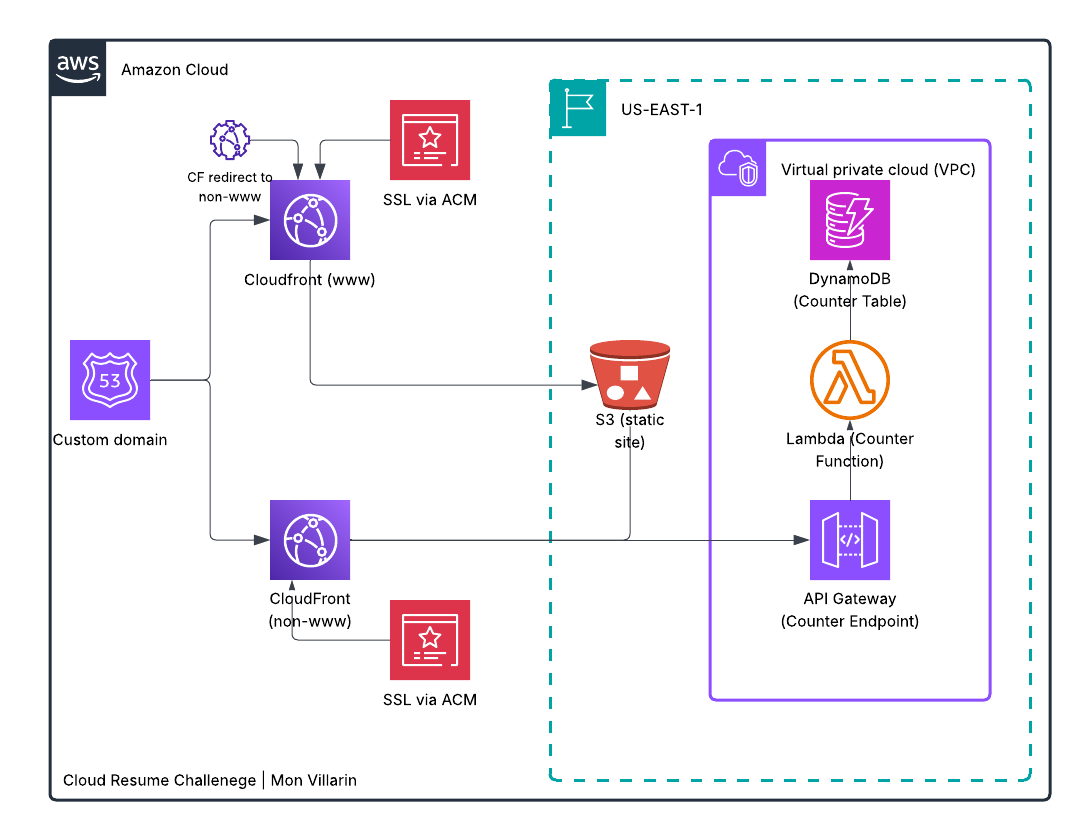 aws
Amazon Cloud
US-EAST-1
Virtual private cloud (VPC)
CF redirect to
non-www
SSL via ACM
Cloudfront (www)
DynamoDB
(Counter Table)
53
Custom domain
S3 (static
site)
Lambda (Counter
Function)
</>
CloudFront
(non-www)
API Gateway
(Counter Endpoint)
SSL via ACM
Cloud Resume Challenege | Mon Villarin